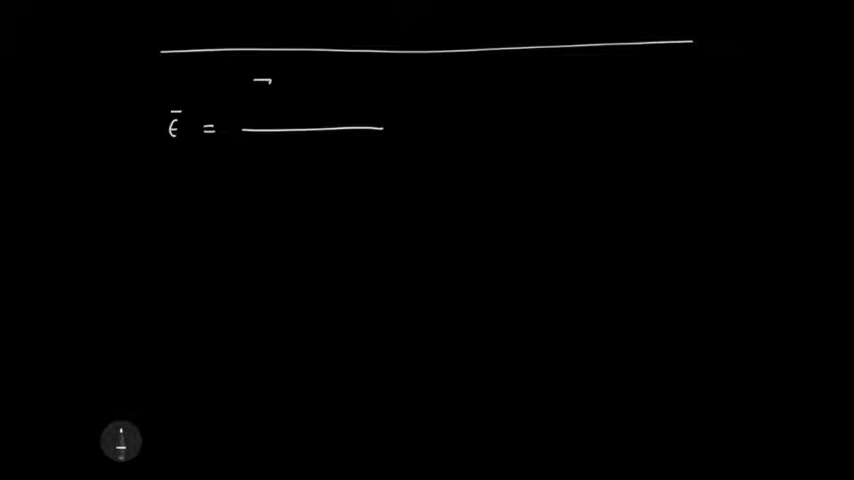 ϵ̄ =